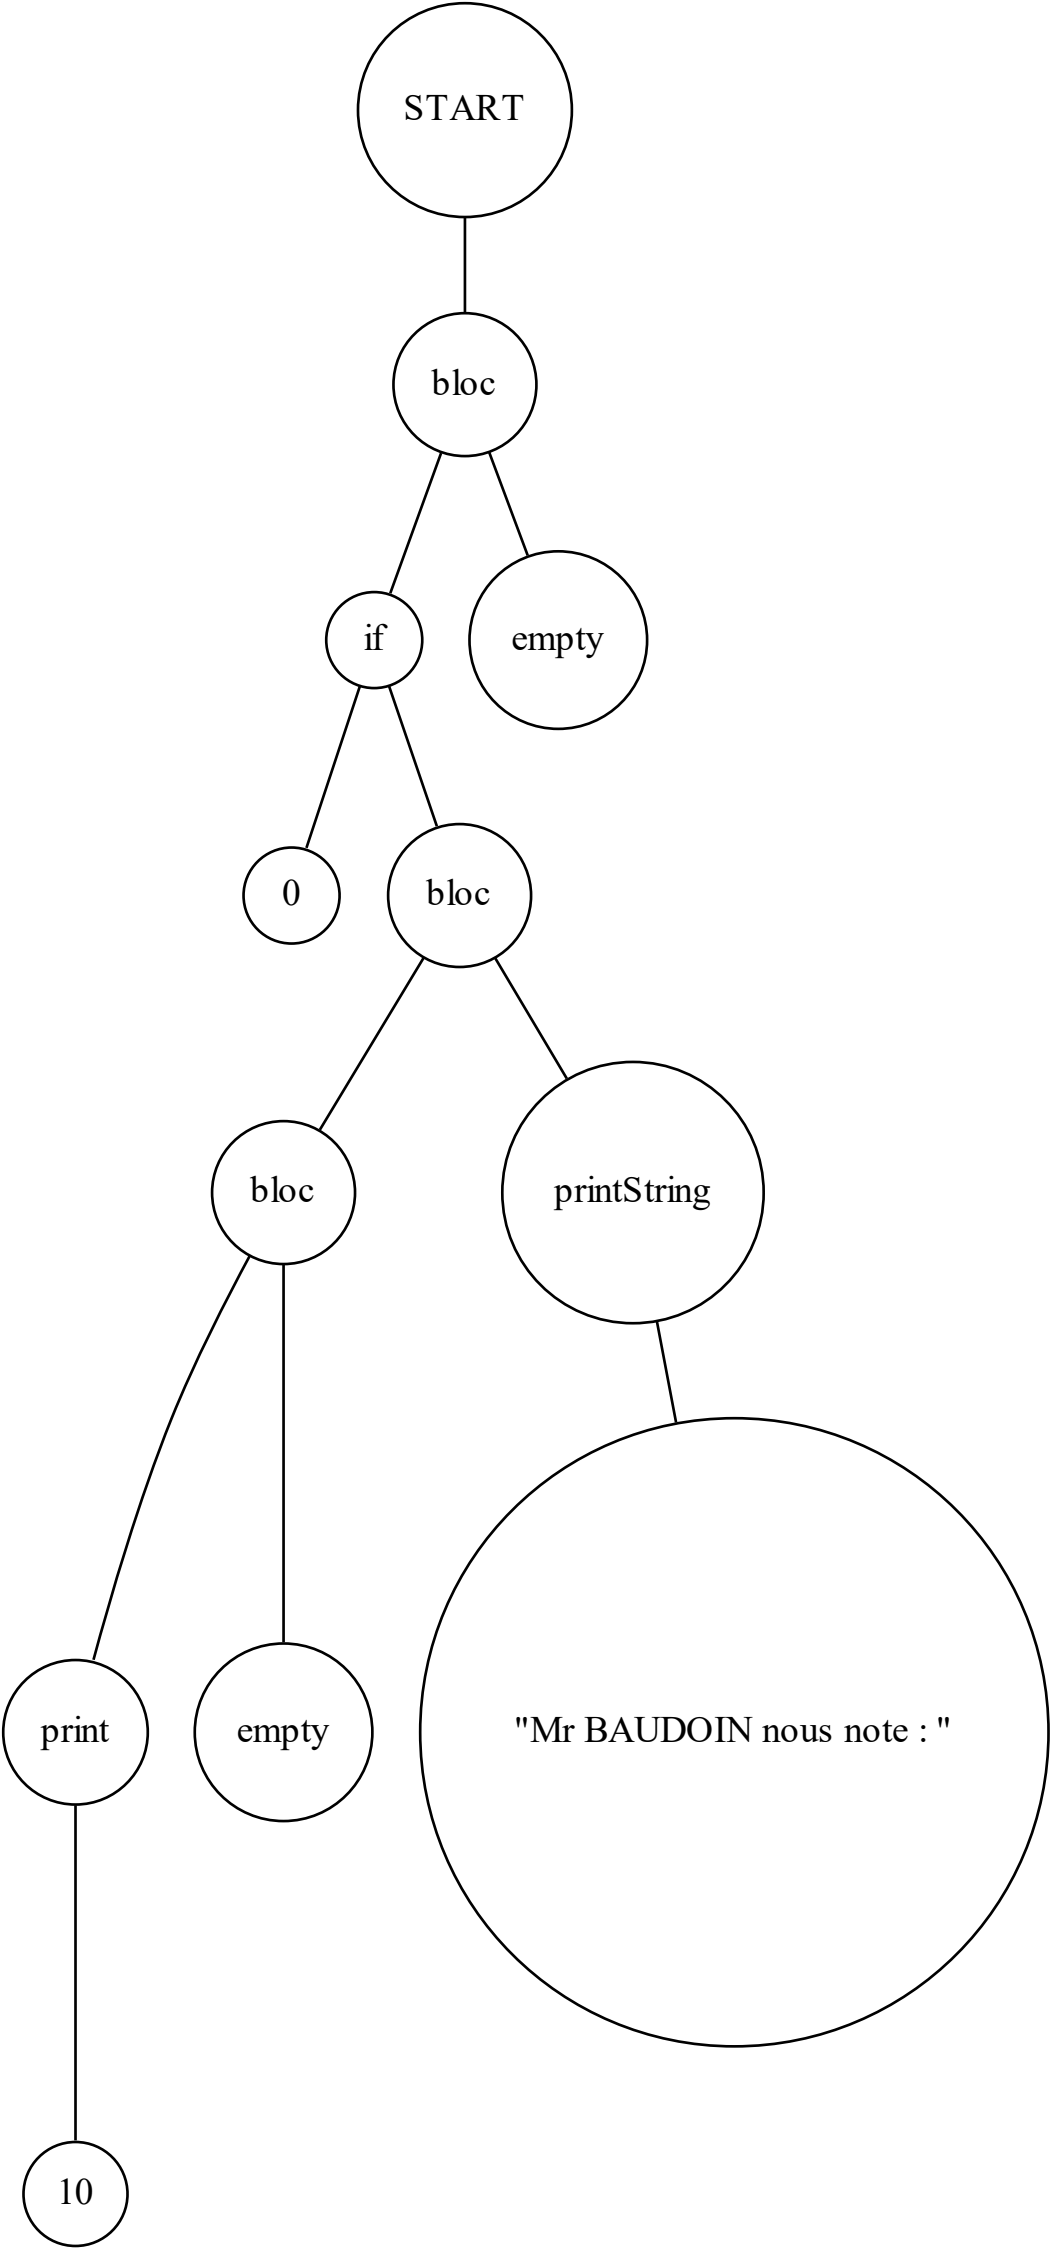 START
bloc
if
empty
0
bloc
bloc
printString
print
empty
"Mr BAUDOIN nous note : "
10